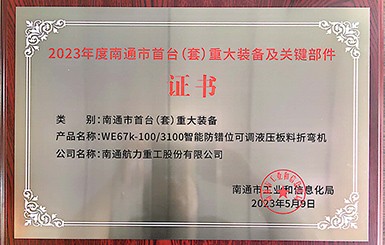 2023年度南通市首台(套)重大装备及关键部件
证书
类　别:南通市首台(套)重大装备
产品名称:WE67k-100/3100智能防错位可调液压板料折弯机
公司名称:南通航力重工股份有限公司
南通市工业和信息化局
2023年5月9日